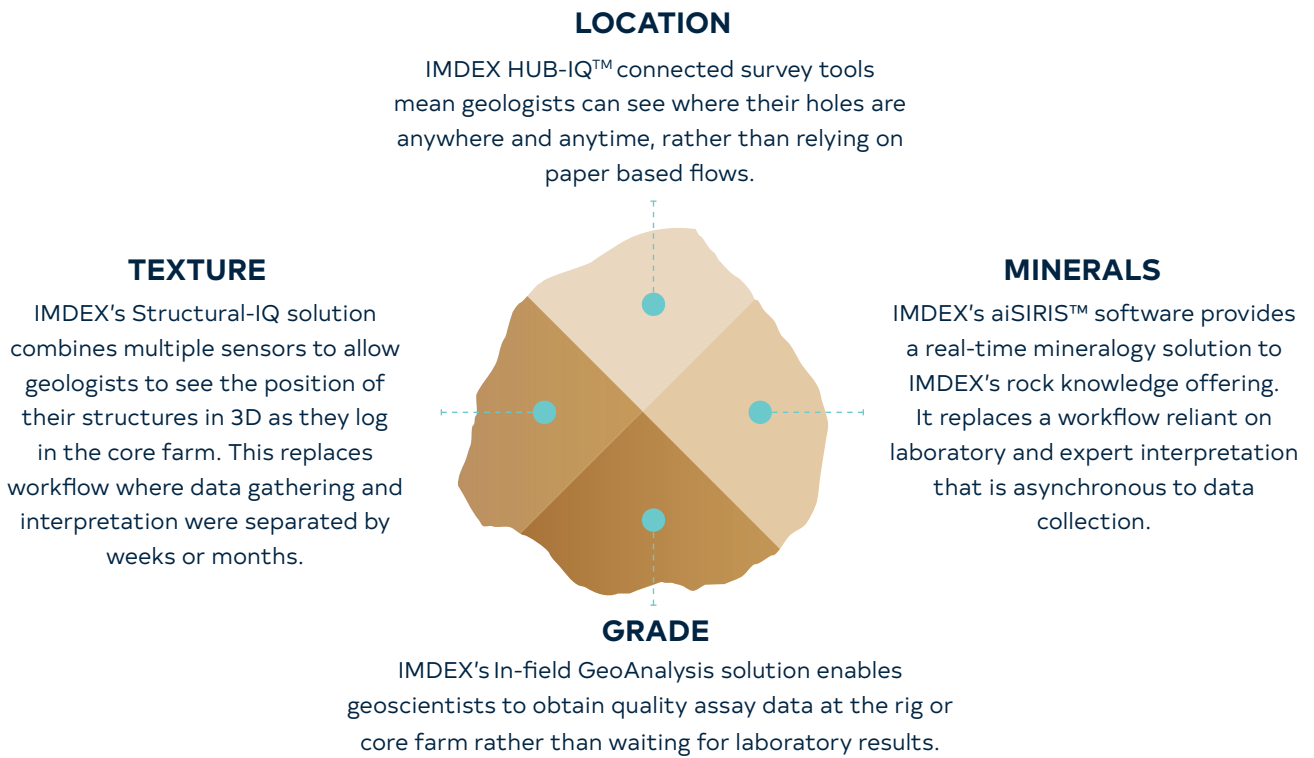 LOCATION
IMDEX HUB-IQ™ connected survey tools
mean geologists can see where their holes are
anywhere and anytime, rather than relying on
paper based flows.
TEXTURE
IMDEX's Structural-IQ solution
combines multiple sensors to allow
geologists to see the position of
their structures in 3D as they log
in the core farm. This replaces
workflow where data gathering and
interpretation were separated by
weeks or months.
MINERALS
IMDEX's aiSIRIS™ software provides
a real-time mineralogy solution to
IMDEX's rock knowledge offering.
It replaces a workflow reliant on
laboratory and expert interpretation
that is asynchronous to data
collection.
GRADE
IMDEX's In-field GeoAnalysis solution enables
geoscientists to obtain quality assay data at the rig or
core farm rather than waiting for laboratory results.